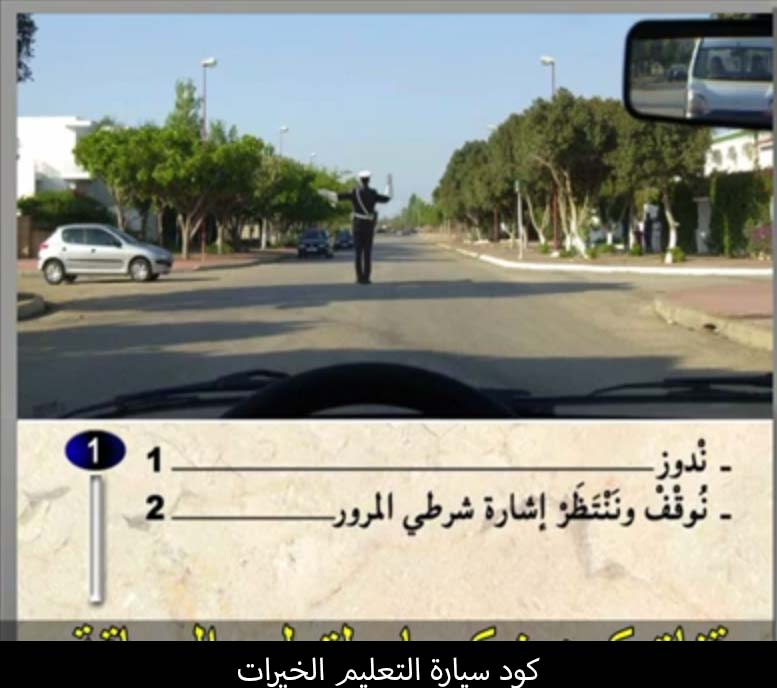 1
- نْدوز 1
- نُوقْفْ ونَنْتَظَرْ إشارة شرطي المرور 2
كود سيارة التعليم الخيرات